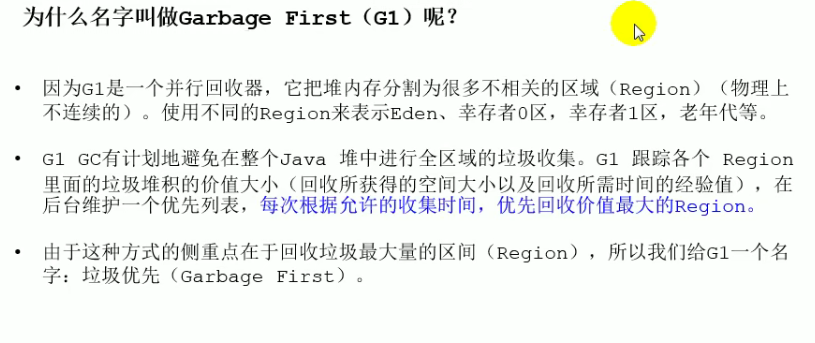 为什么名字叫做Garbage First（G1）呢？
• 因为G1是一个并行回收器，它把堆内存分割为很多不相关的区域（Region）（物理上
不连续的）。使用不同的Region来表示Eden、幸存者0区，幸存者1区，老年代等。
• G1 GC有计划地避免在整个Java 堆中进行全区域的垃圾收集。G1 跟踪各个 Region
里面的垃圾堆积的价值大小（回收所获得的空间大小以及回收所需时间的经验值），在
后台维护一个优先列表，每次根据允许的收集时间，优先回收价值最大的Region。
• 由于这种方式的侧重点在于回收垃圾最大量的区间（Region），所以我们给G1一个名
字：垃圾优先（Garbage First）。